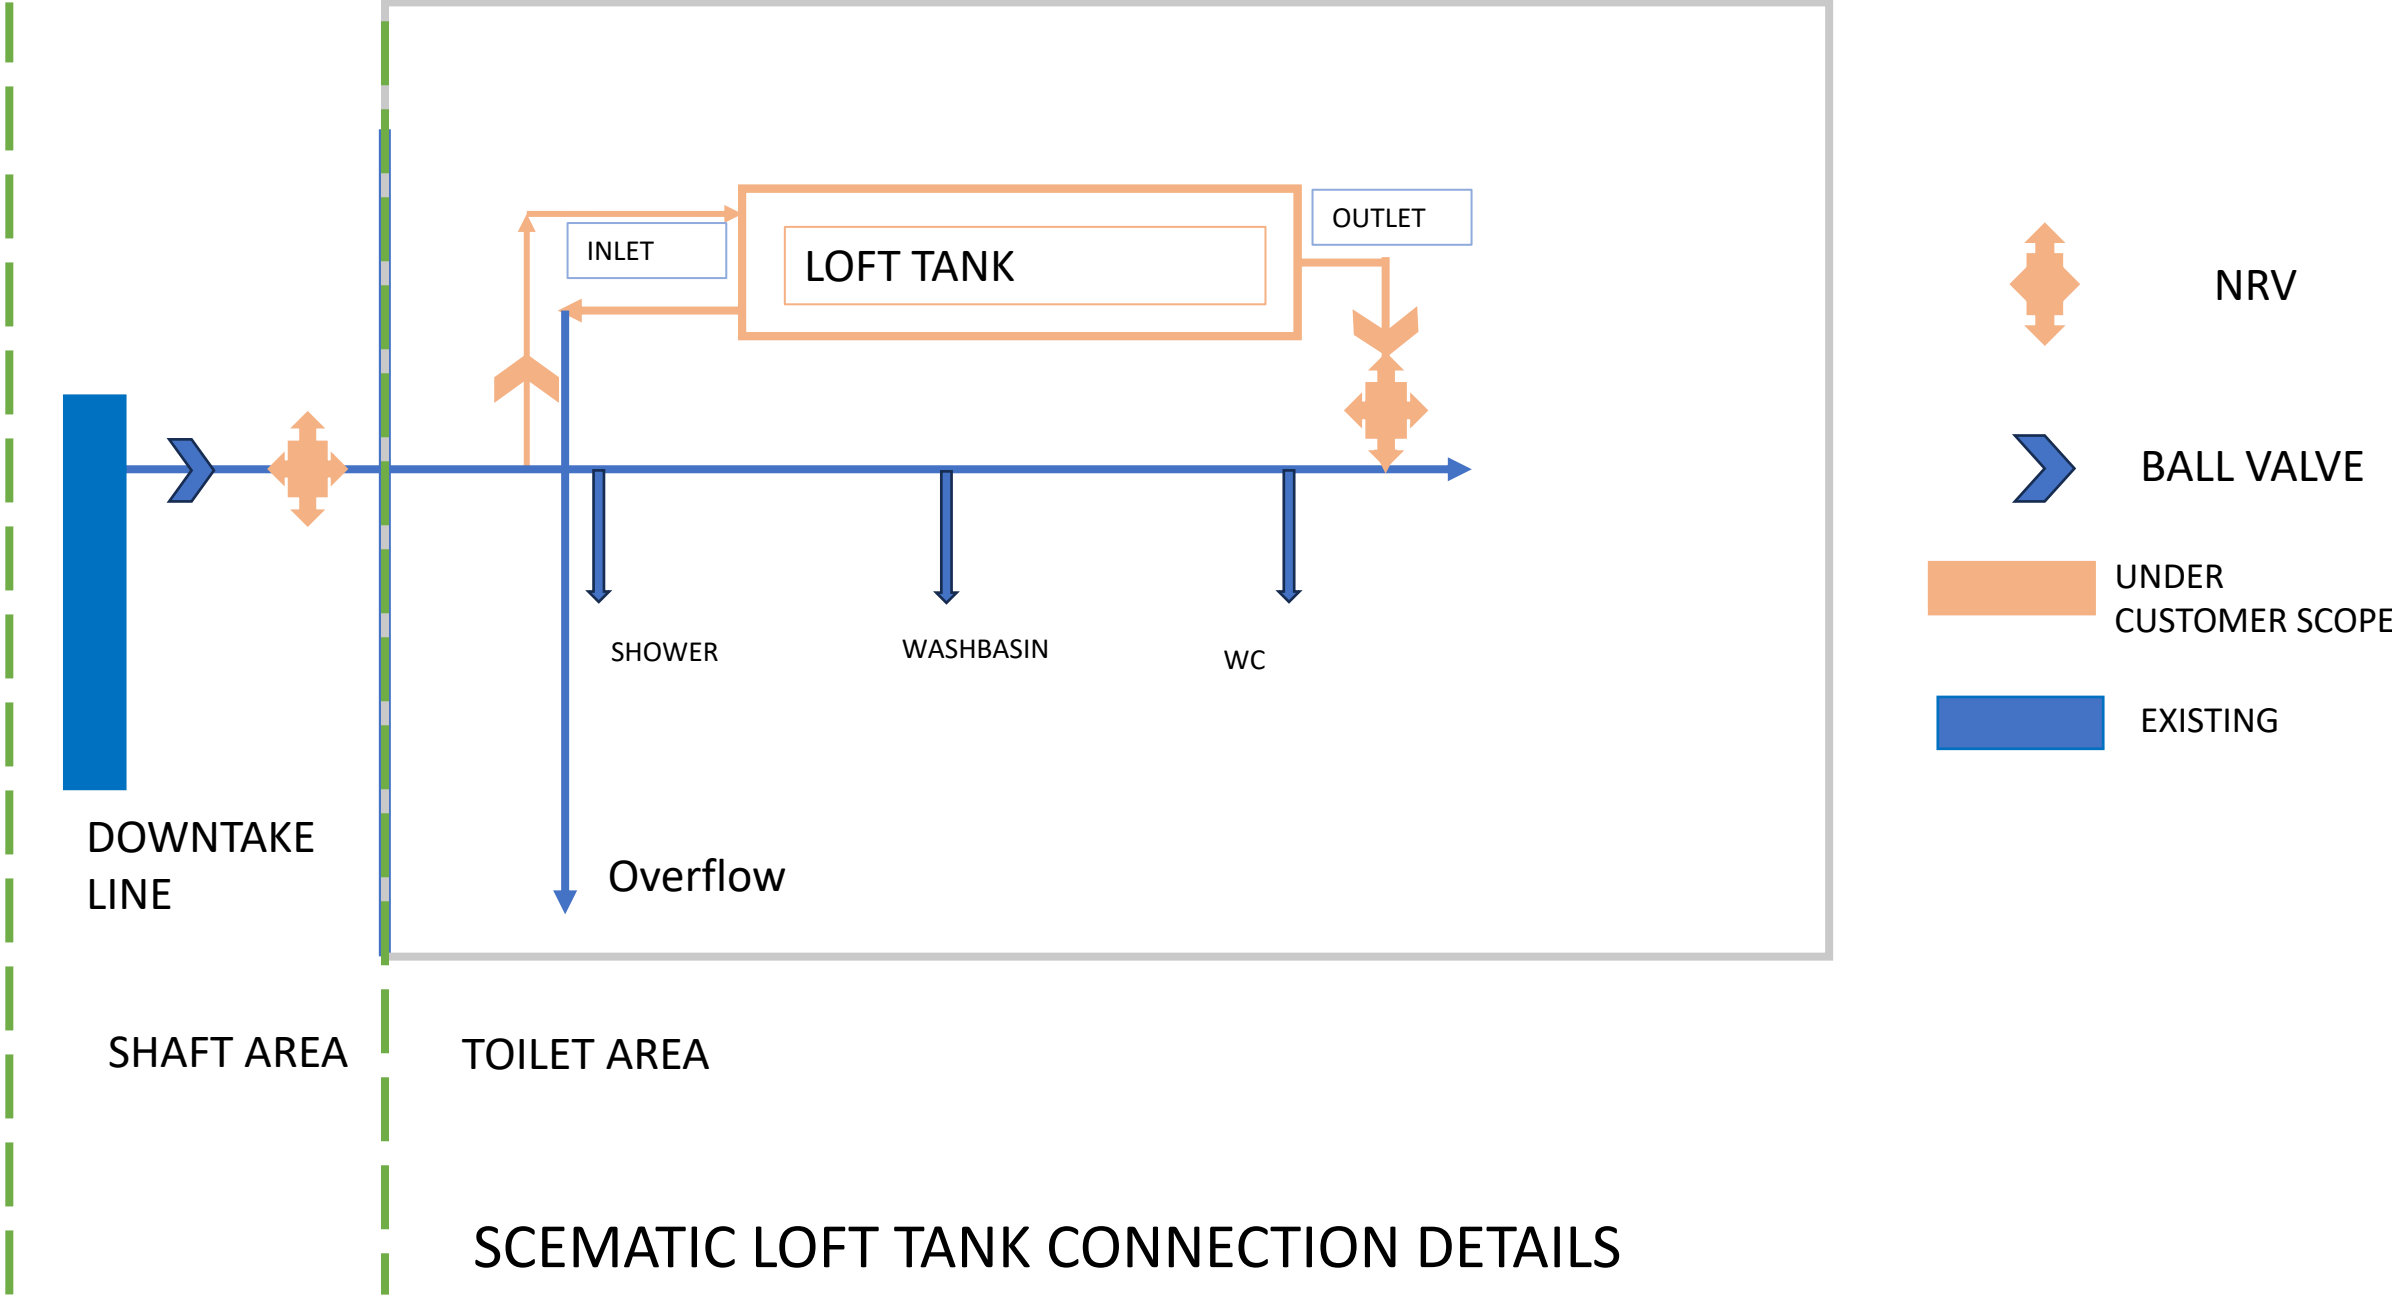 INLET
LOFT TANK
OUTLET
NRV
BALL VALVE
UNDER
CUSTOMER SCOPE
SHOWER
WASHBASIN
WC
EXISTING
DOWNTAKE
LINE
Overflow
SHAFT AREA
TOILET AREA
SCEMATIC LOFT TANK CONNECTION DETAILS